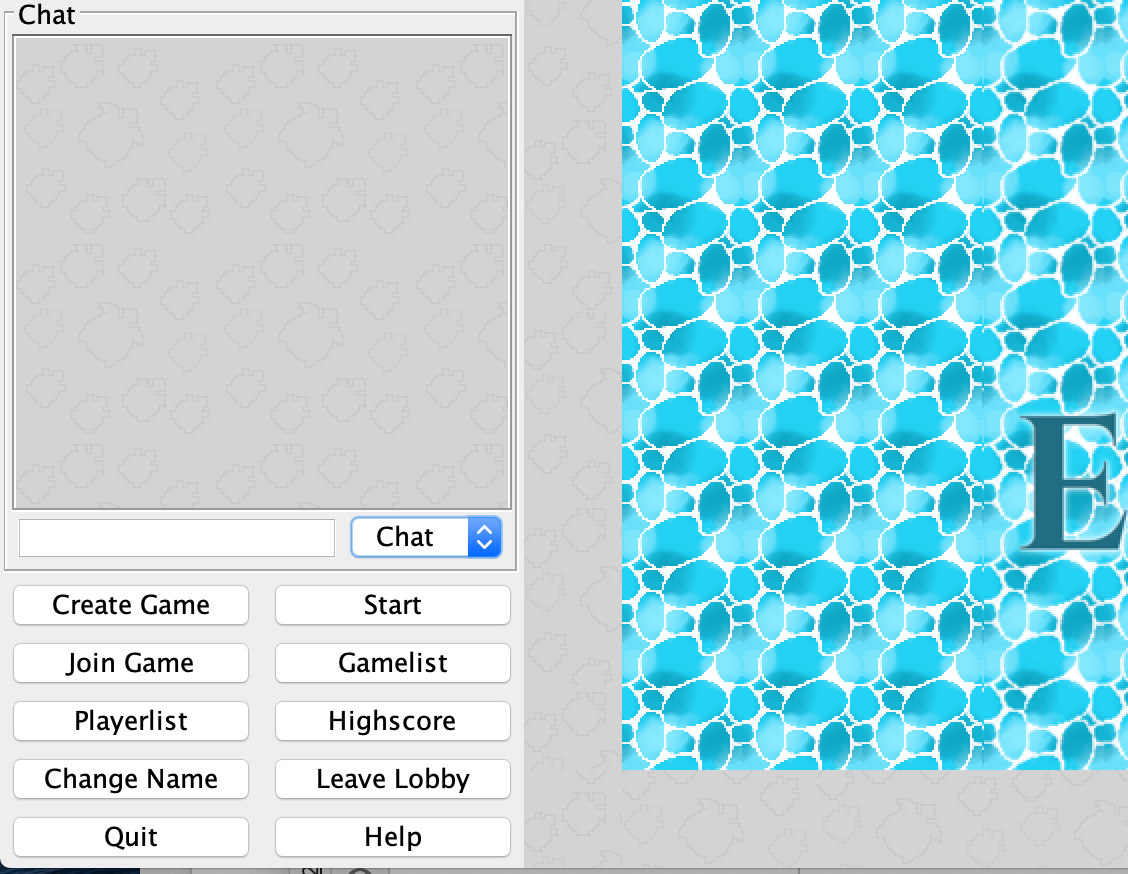 Chat
Chat
Create Game
Start
Join Game
Gamelist
Playerlist
Highscore
Change Name
Leave Lobby
Quit
Help
E